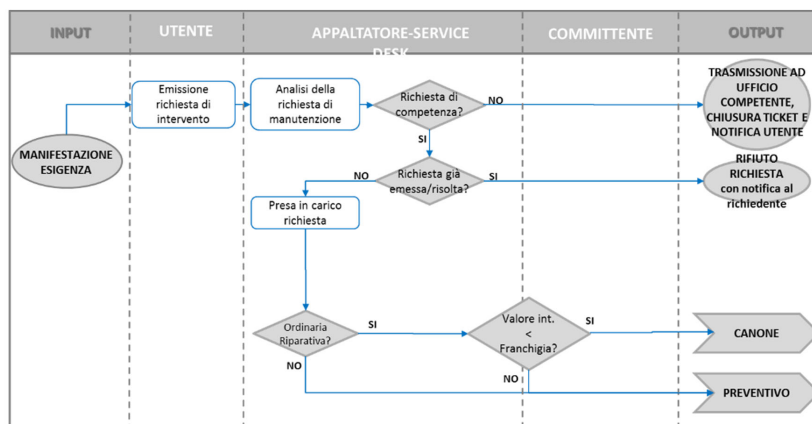 INPUT
UTENTE
APPALTATORE-SERVICE
DESK
COMMITTENTE
OUTPUT
Emissione
richiesta di
intervento
Analisi della
richiesta di
manutenzione
Richiesta di
competenza?
NO
TRASMISSIONE AD
UFFICIO
COMPETENTE,
CHIUSURA TICKET E
NOTIFICA UTENTE
SI
MANIFESTAZIONE
ESIGENZA
NO
Richiesta già
emessa/risolta?
SI
RIFIUTO
RICHIESTA
con notifica al
richiedente
Presa in carico
richiesta
Ordinaria
Riparativa?
SI
Valore int.
<
Franchigia?
SI
CANONE
NO
NO
PREVENTIVO